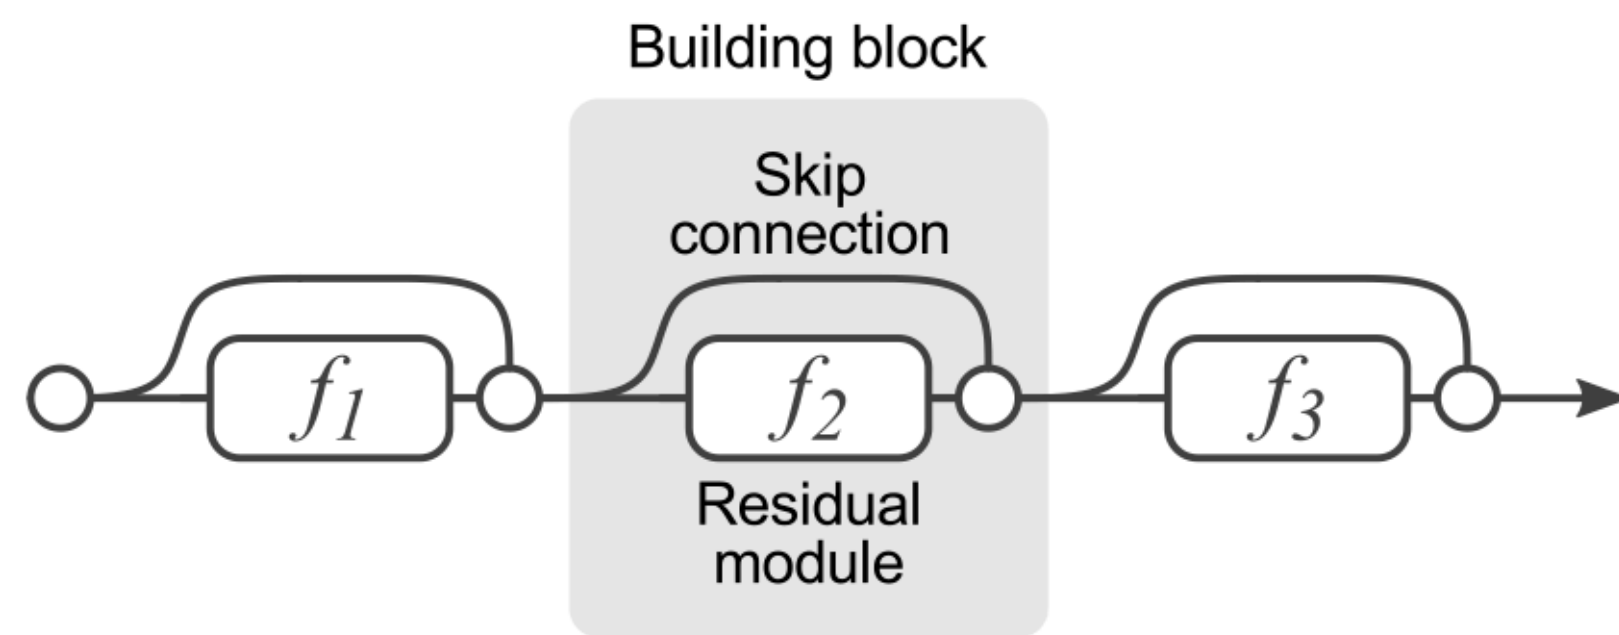 Building block
Skip
connection
f1 f2 f3
Residual
module